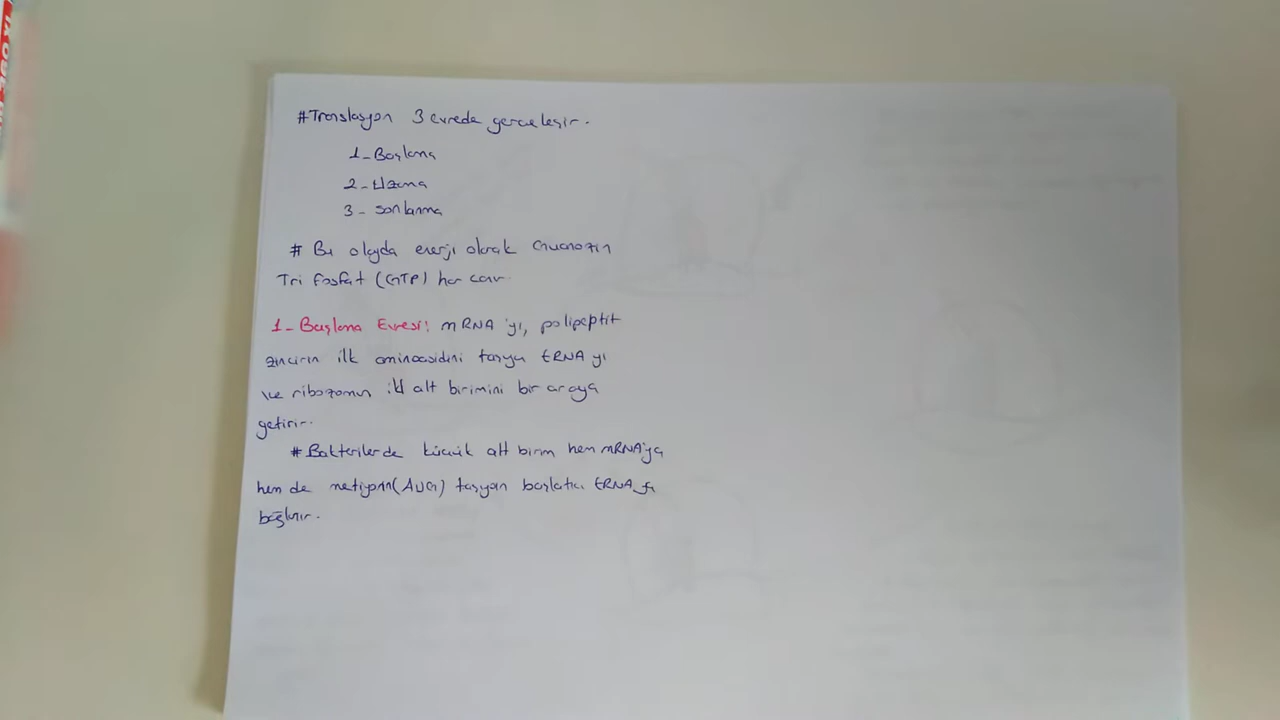 #Translasyon 3 evrede gerçekleşir.
1-Başlama
2-Uzama
3- Sonlanma
# Bu olayda enerji olarak Guanozin
Tri fosfat (GTP) harcanır
1- Başlama Evresi: mRNA'yı, polipeptit
zincirin ilk aminoasidini taşıyan tRNA yı
ve ribozomun iki alt birimini bir araya
getirir.
# Bakterilerde küçük alt birim hem mRNA'ya
hem de metiyonin(AUG) taşıyan başlatıcı tRNA ya
bağlanır.